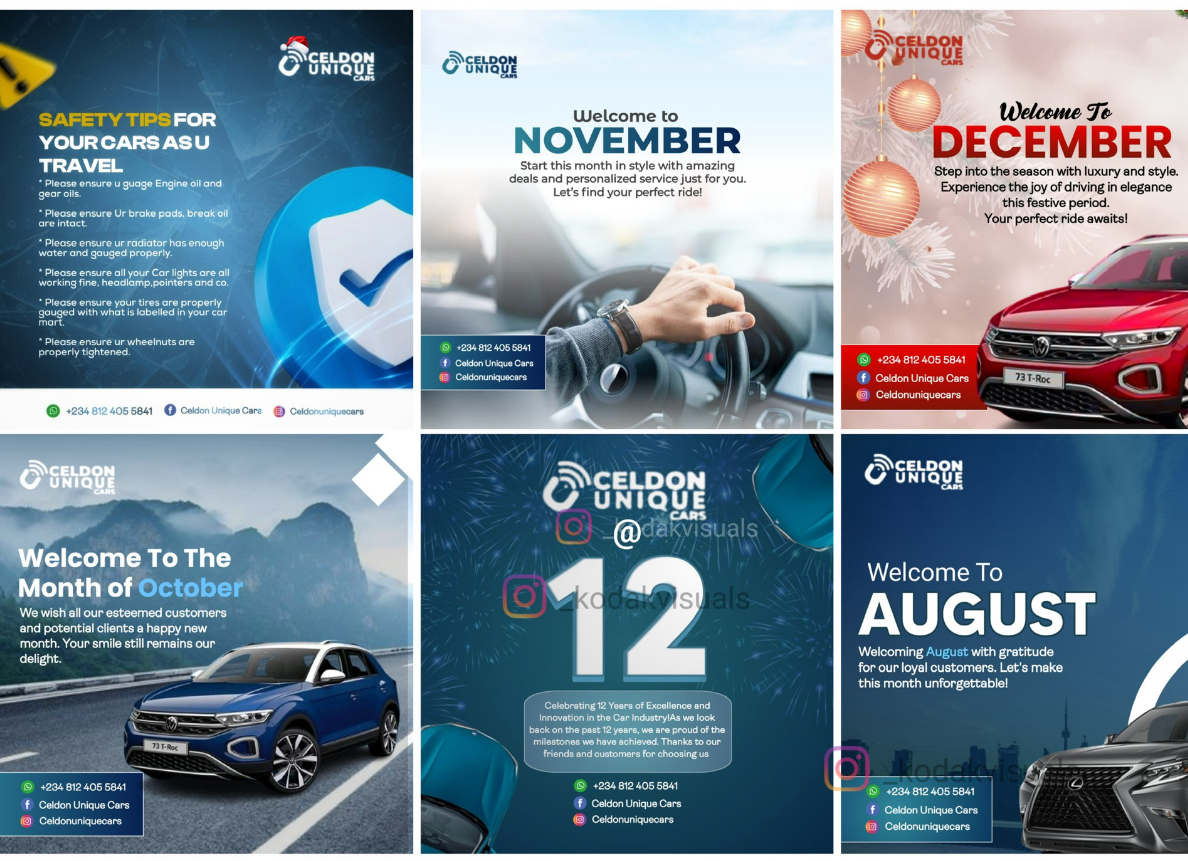 CELDON
UNIQUE
CARS
SAFETY TIPS FOR
YOUR CARS AS U
TRAVEL
* Please ensure u guage Engine oil and
gear oils.
* Please ensure Ur brake pads, break oil
are intact.
* Please ensure ur radiator has enough
water and gauged properly.
* Please ensure all your Car lights are all
working fine, headlamp,pointers and co.
* Please ensure your tires are properly
gauged with what is labelled in your car
mart.
* Please ensure ur wheelnuts are
properly tightened.
+234 812 405 5841 Celdon Unique Cars Celdonuniquecars
CELDON
UNIQUE
CARS
Welcome to
NOVEMBER
Start this month in style with amazing
deals and personalized service just for you.
Let's find your perfect ride!
+234 812 405 5841
Celdon Unique Cars
Celdonuniquecars
CELDON
UNIQUE
CARS
Welcome To
DECEMBER
Step into the season with luxury and style.
Experience the joy of driving in elegance
this festive period.
Your perfect ride awaits!
73 T-Roc
+234 812 405 5841
Celdon Unique Cars
Celdonuniquecars
CELDON
UNIQUE
CARS
Welcome To The
Month of October
We wish all our esteemed customers
and potential clients a happy new
month. Your smile still remains our
delight.
73 T-Roc
+234 812 405 5841
Celdon Unique Cars
Celdonuniquecars
CELDON
UNIQUE
CARS
@
_kodakvisuals
12
_kodakvisuals
Celebrating 12 Years of Excellence and
Innovation in the Car Industry!As we look
back on the past 12 years, we are proud of the
milestones we have achieved. Thanks to our
friends and customers for choosing us
+234 812 405 5841
Celdon Unique Cars
Celdonuniquecars
CELDON
UNIQUE
CARS
Welcome To
AUGUST
Welcoming August with gratitude
for our loyal customers. Let's make
this month unforgettable!
_kodakvisuals
+234 812 405 5841
Celdon Unique Cars
Celdonuniquecars